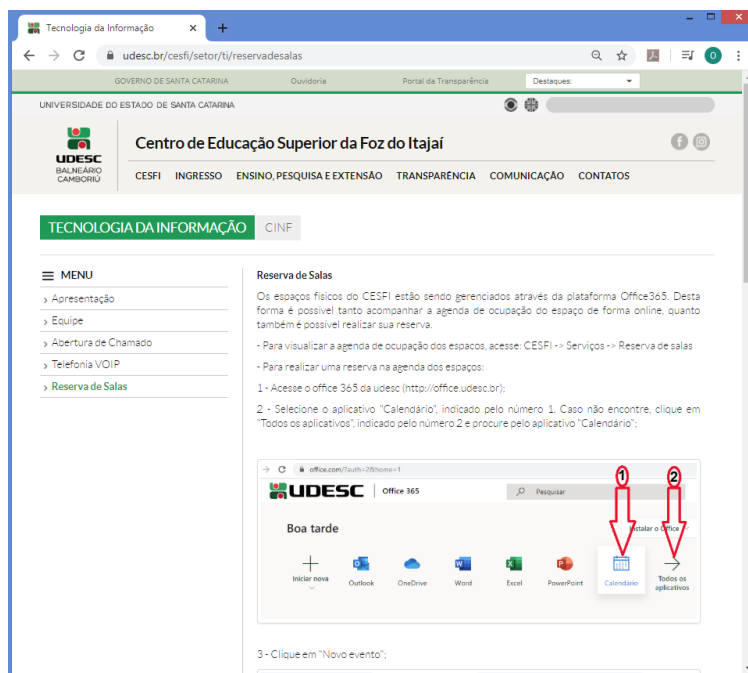 Tecnologia da Informação
udesc.br/cesfi/setor/ti/reservadesalas
O
GOVERNO DE SANTA CATARINA
Ouvidoria
Portal da Transparência
Destaques:
UNIVERSIDADE DO ESTADO DE SANTA CATARINA
UDESC
BALNEÁRIO
CAMBORIÚ
Centro de Educação Superior da Foz do Itajaí
CESFI INGRESSO ENSINO, PESQUISA E EXTENSÃO TRANSPARÊNCIA COMUNICAÇÃO CONTATOS
TECNOLOGIA DA INFORMAÇÃO CINF
MENU
Apresentação
Equipe
Abertura de Chamado
Telefonia VOIP
Reserva de Salas
Reserva de Salas
Os espaços físicos do CESFI estão sendo gerenciados através da plataforma Office365. Desta
forma é possível tanto acompanhar a agenda de ocupação do espaço de forma online, quanto
também é possível realizar sua reserva.
- Para visualizar a agenda de ocupação dos espacos, acesse: CESFI -> Serviços -> Reserva de salas
- Para realizar uma reserva na agenda dos espaços:
1 - Acesse o office 365 da udesc (http://office.udesc.br);
2 - Selecione o aplicativo "Calendário", indicado pelo número 1. Caso não encontre, clique em
"Todos os aplicativos", indicado pelo número 2 e procure pelo aplicativo "Calendário";
office.com/?auth=2&home=1
UDESC Office 365
Pesquisar
1
2
Boa tarde
Instalar o Office
Iniciar nova
Outlook
OneDrive
Word
Excel
PowerPoint
Calendário
Todos os
aplicativos
3 - Clique em "Novo evento";